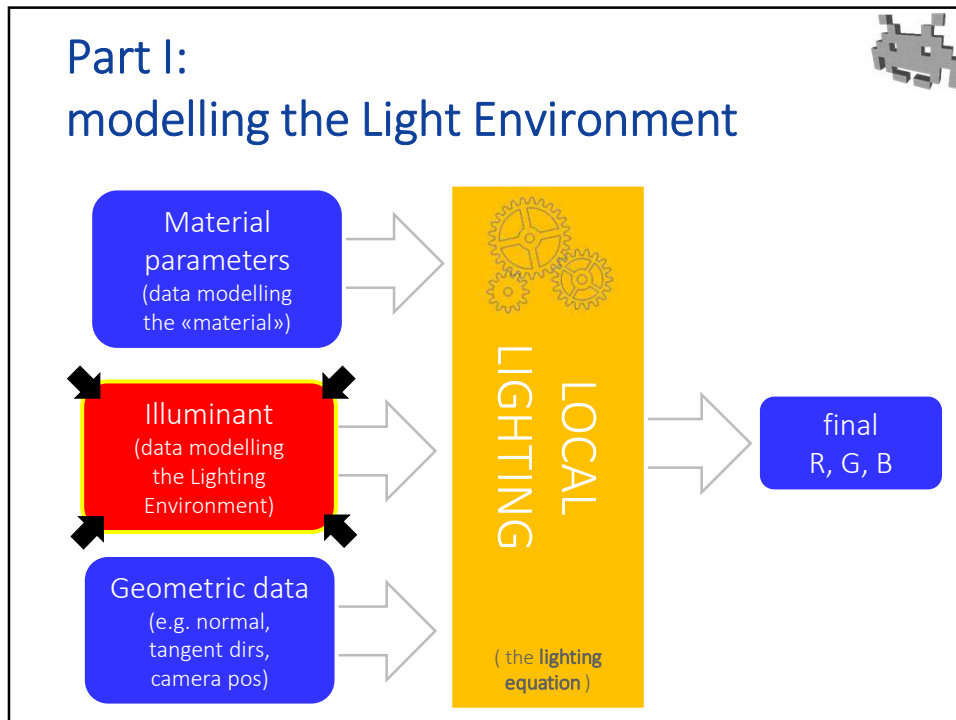 Part I:
modelling the Light Environment
Material
parameters
(data modelling
the «material»)
Illuminant
(data modelling
the Lighting
Environment)
Geometric data
(e.g. normal,
tangent dirs,
camera pos)
LOCAL
LIGHTING
( the lighting
equation )
final
R, G, B